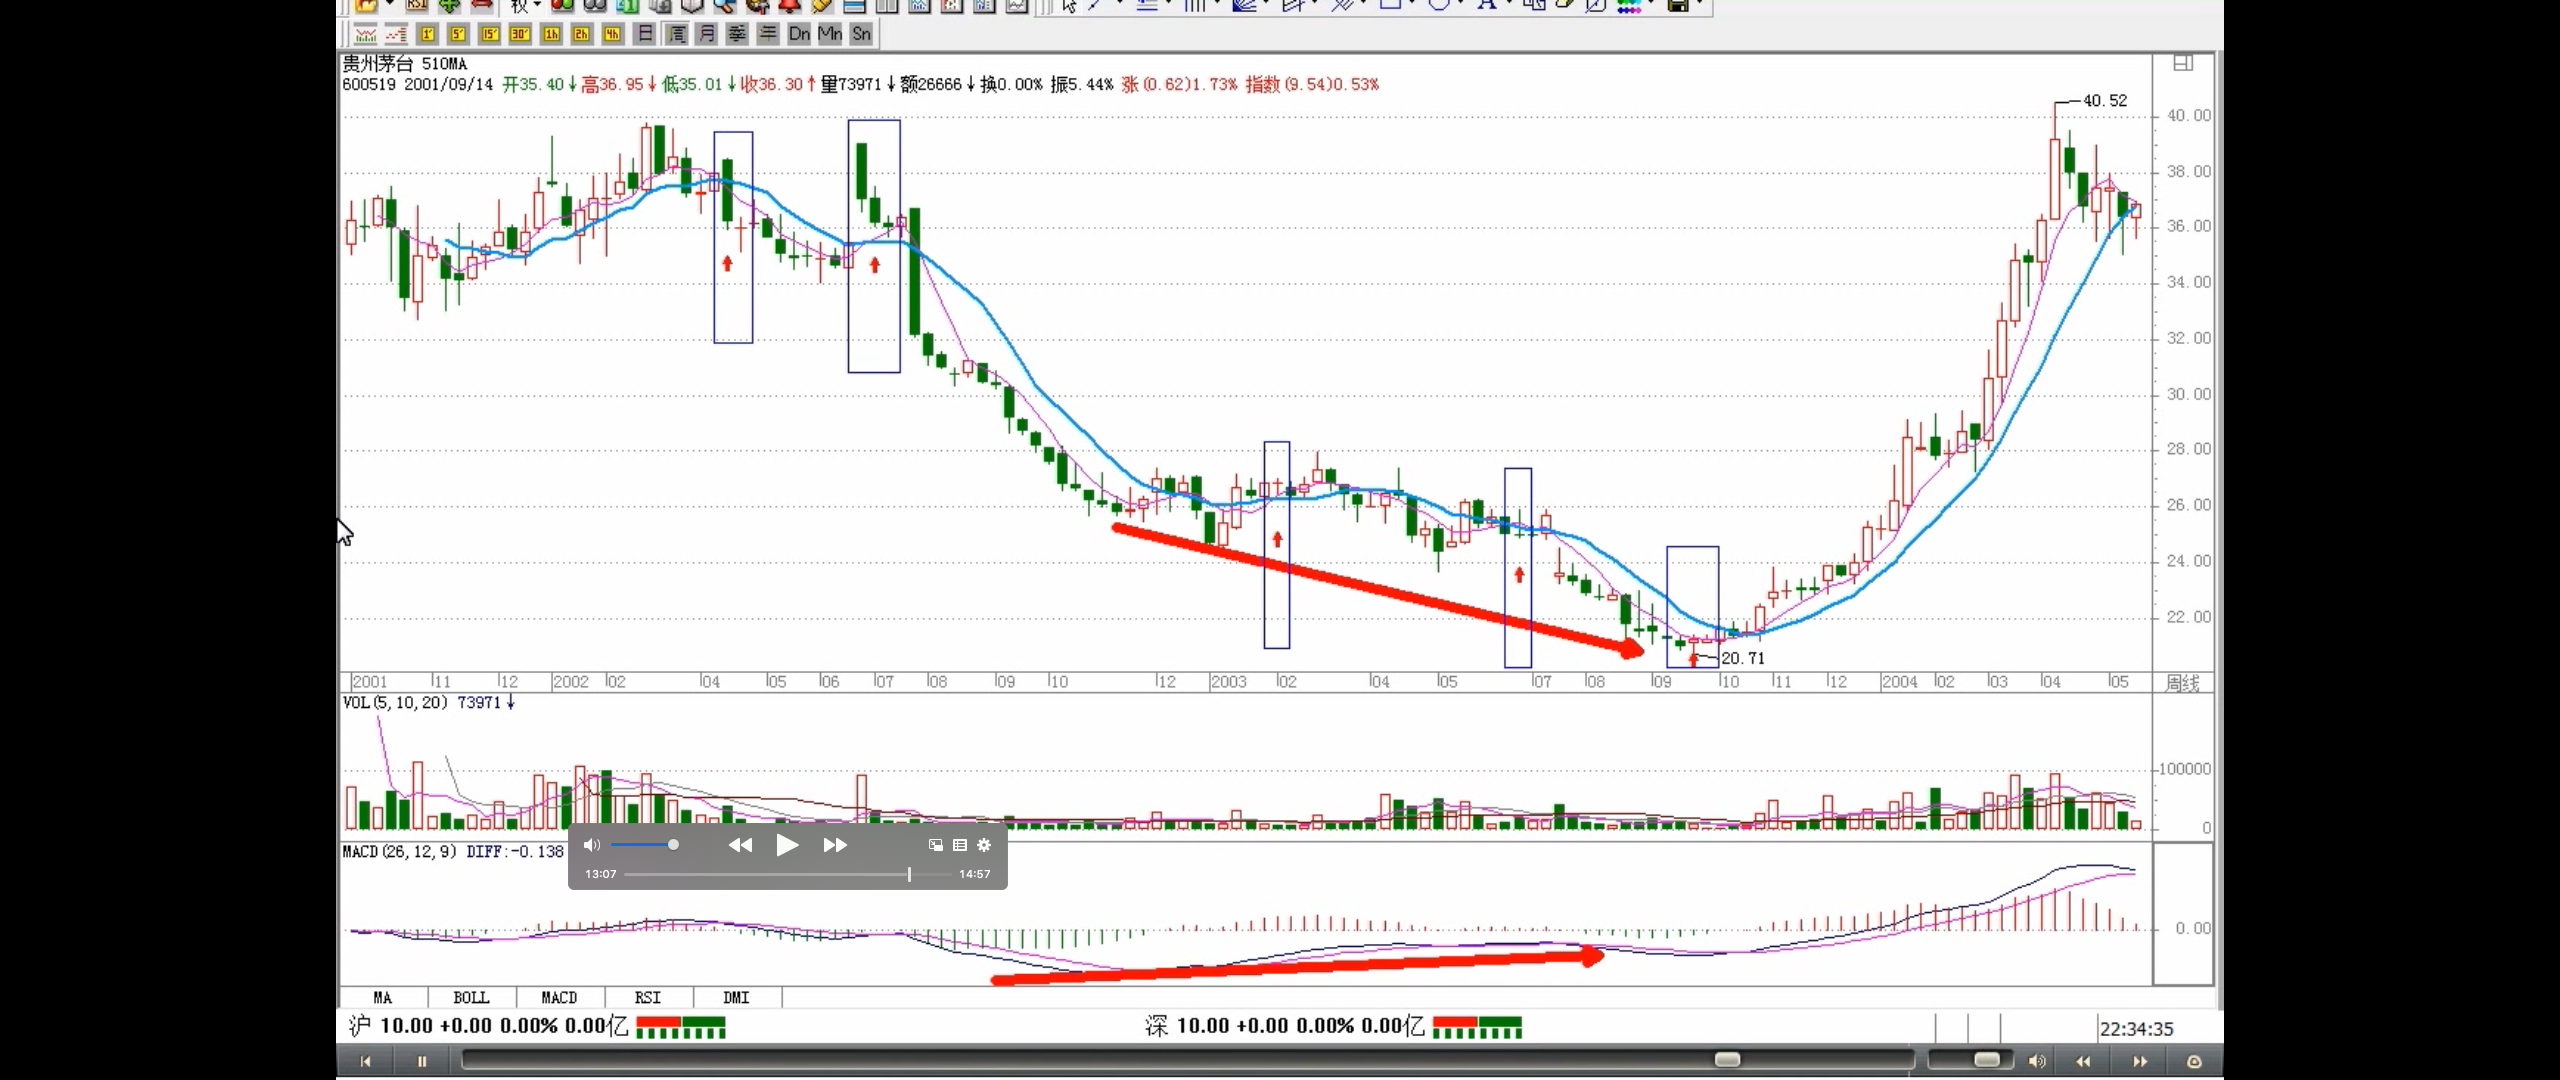 RSI 权 A
1' 5' 15' 30' 1h 2h 4h 日 周 月 季 年 Dn Mn Sn
贵州茅台 510MA
600519 2001/09/14 开35.40↓高36.95↓低35.01↓收36.30↑量73971↓额26666↓换0.00% 振5.44% 涨(0.62)1.73% 指数(9.54)0.53%
40.52
40.00
38.00
36.00
34.00
32.00
30.00
28.00
26.00
24.00
22.00
20.71
2001 11 12 2002 02 04 05 06 07 08 09 10 12 2003 02 04 05 07 08 09 10 11 12 2004 02 03 04 05 周线
VOL(5,10,20) 73971↓
100000
0
MACD(26,12,9) DIFF:-0.138
13:07 14:57
0.00
MA BOLL MACD RSI DMI
沪 10.00 +0.00 0.00% 0.00亿 深 10.00 +0.00 0.00% 0.00亿 22:34:35